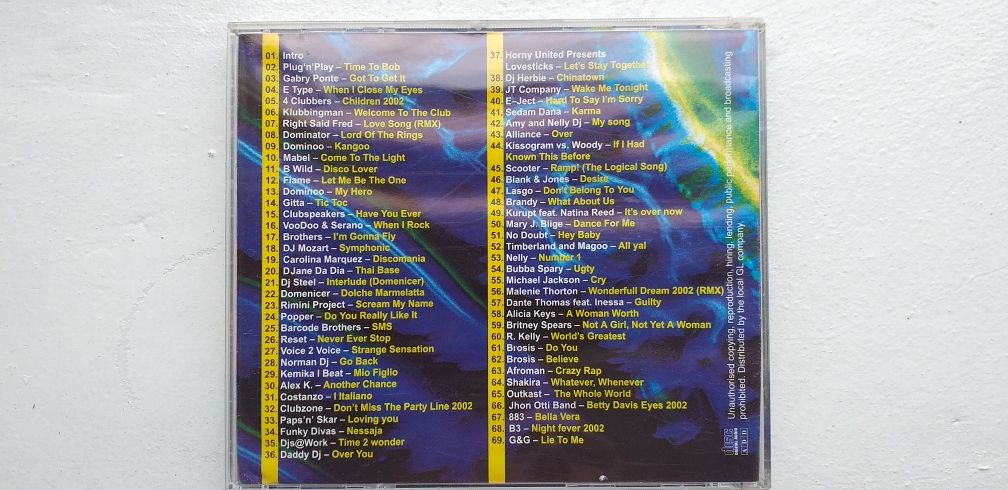 01. Intro
02. Plug'n'Play – Time To Bob
03. Gabry Ponte – Got To Get It
04. E Type – When I Close My Eyes
05. 4 Clubbers – Children 2002
06. Klubbingman – Welcome To The Club
07. Right Said Fred – Love Song (RMX)
08. Dominator – Lord Of The Rings
09. Dominoo – Kangoo
10. Mabel – Come To The Light
11. B Wild – Disco Lover
12. Flame – Let Me Be The One
13. Dominoo – My Hero
14. Gitta – Tic Toc
15. Clubspeakers – Have You Ever
16. VooDoo & Serano – When I Rock
17. Brothers – I'm Gonna Fly
18. DJ Mozart – Symphonic
19. Carolina Marquez – Discomania
20. DJane Da Dia – Thai Base
21. Dj Steel – Interlude (Domenicer)
22. Domenicer – Dolche Marmelatta
23. Rimini Project – Scream My Name
24. Popper – Do You Really Like It
25. Barcode Brothers – SMS
26. Reset – Never Ever Stop
27. Voice 2 Voice – Strange Sensation
28. Norman Dj – Go Back
29. Kemika I Beat – Mio Figlio
30. Alex K. – Another Chance
31. Costanzo – I Italiano
32. Clubzone – Don't Miss The Party Line 2002
33. Paps'n' Skar – Loving you
34. Funky Divas – Nessaja
35. Djs@Work – Time 2 wonder
36. Daddy Dj – Over You
37. Horny United Presents
Lovesticks – Let's Stay Together
38. Dj Herbie – Chinatown
39. JT Company – Wake Me Tonight
40. E–Ject – Hard To Say I'm Sorry
41. Sedam Dana – Karma
42. Amy and Nelly Dj – My song
43. Alliance – Over
44. Kissogram vs. Woody – If I Had
Known This Before
45. Scooter – Ramp! (The Logical Song)
46. Blank & Jones – Desire
47. Lasgo – Don't Belong To You
48. Brandy – What About Us
49. Kurupt feat. Natina Reed – It's over now
50. Mary J. Blige – Dance For Me
51. No Doubt – Hey Baby
52. Timberland and Magoo – All yal
53. Nelly – Number 1
54. Bubba Spary – Ugty
55. Michael Jackson – Cry
56. Malenie Thorton – Wonderfull Dream 2002 (RMX)
57. Dante Thomas feat. Inessa – Guilty
58. Alicia Keys – A Woman Worth
59. Britney Spears – Not A Girl, Not Yet A Woman
60. R. Kelly – World's Greatest
61. Brosis – Do You
62. Brosis – Believe
63. Afroman – Crazy Rap
64. Shakira – Whatever, Whenever
65. Outkast – The Whole World
66. Jhon Otti Band – Betty Davis Eyes 2002
67. 883 – Bella Vera
68. B3 – Night fever 2002
69. G&G – Lie To Me
Unauthorised copying, reproduction, hiring, lending, public performance and broadcasting
prohibited. Distributed by the local GL company.